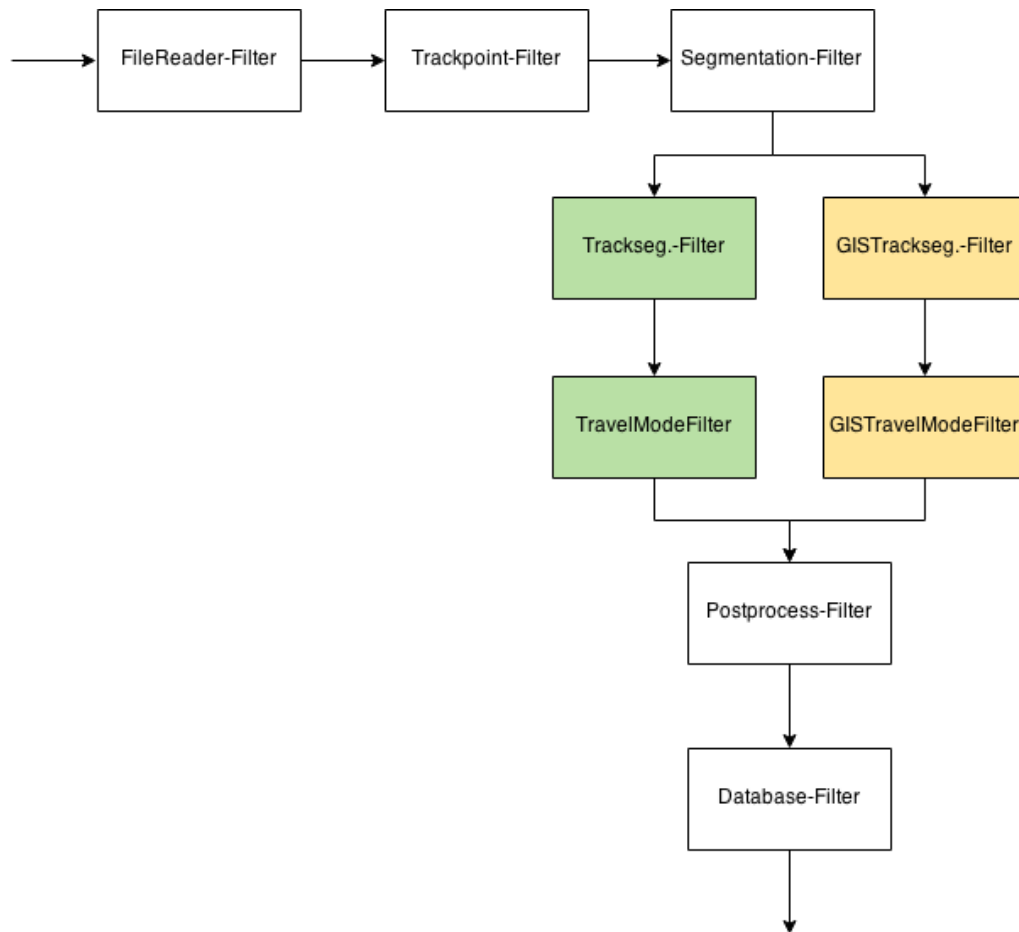 FileReader-Filter
Trackpoint-Filter
Segmentation-Filter
Trackseg.-Filter
GISTrackseg.-Filter
TravelModeFilter
GISTravelModeFilter
Postprocess-Filter
Database-Filter